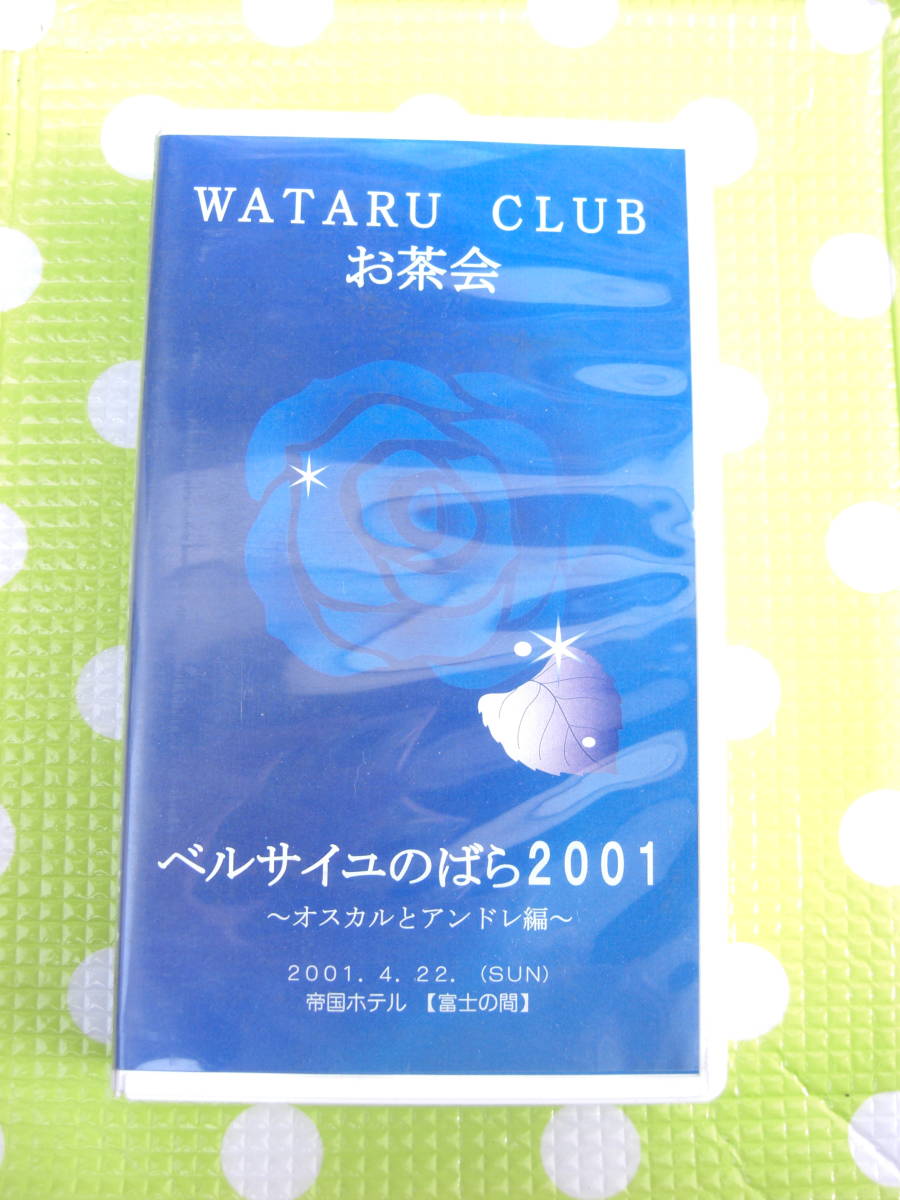 WATARU CLUB
お茶会
ベルサイユのばら2001
～オスカルとアンドレ編～
2001. 4. 22. (SUN)
帝国ホテル 【富士の間】